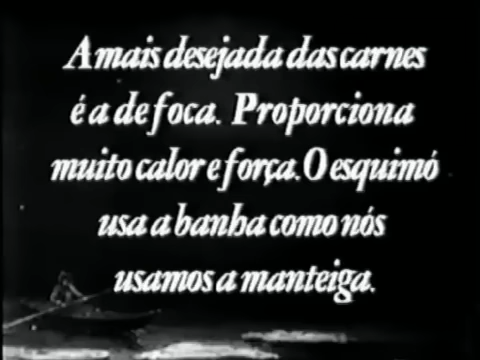 A mais desejada das carnes
é a de foca. Proporciona
muito calor e força. O esquimó
usa a banha como nós
usamos a manteiga.